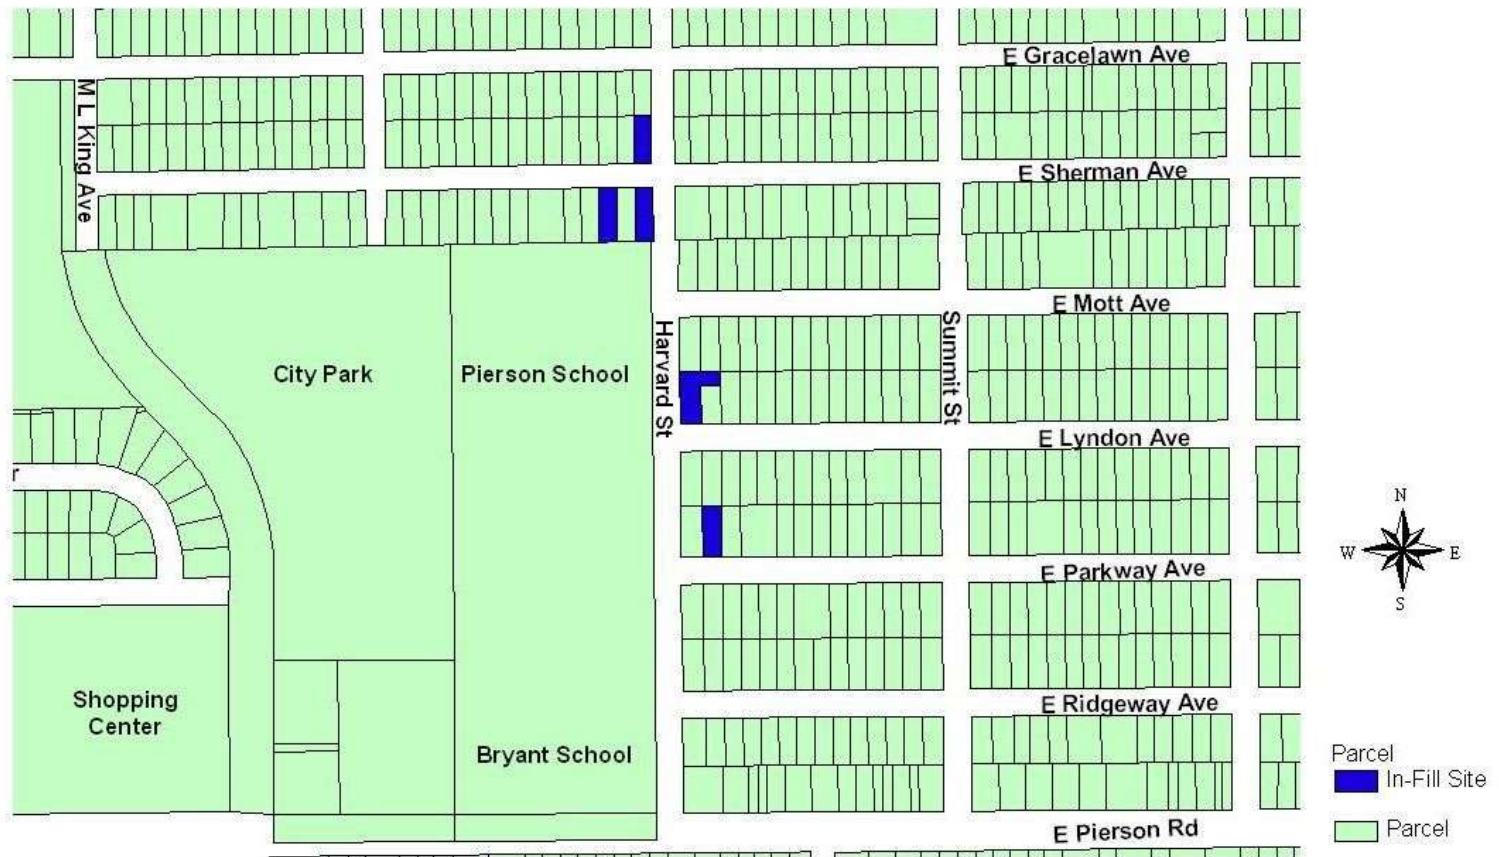 E Gracelawn Ave
M L King Ave
E Sherman Ave
E Mott Ave
Harvard St
Summit St
City Park
Pierson School
E Lyndon Ave
r
N
W
E
S
E Parkway Ave
Shopping
Center
E Ridgeway Ave
Bryant School
Parcel
In-Fill Site
Parcel
E Pierson Rd